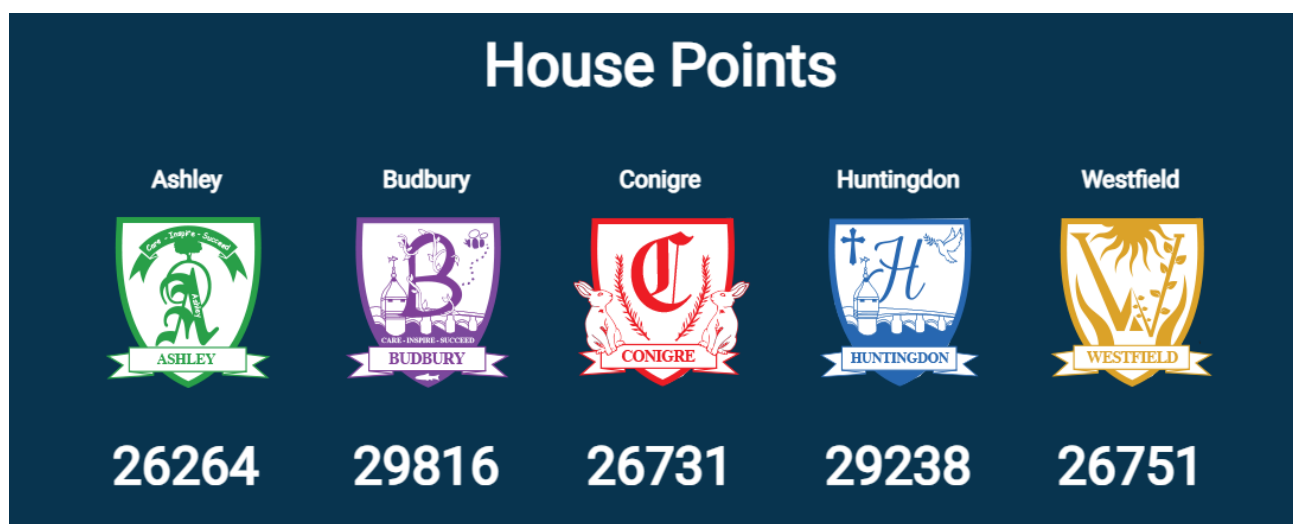 House Points
Ashley Budbury Conigre Huntingdon Westfield
Care - Inspire - Succeed
A Ashley
B
C
H
W
CARE - INSPIRE - SUCCEED
ASHLEY BUDBURY CONIGRE HUNTINGDON WESTFIELD
26264 29816 26731 29238 26751